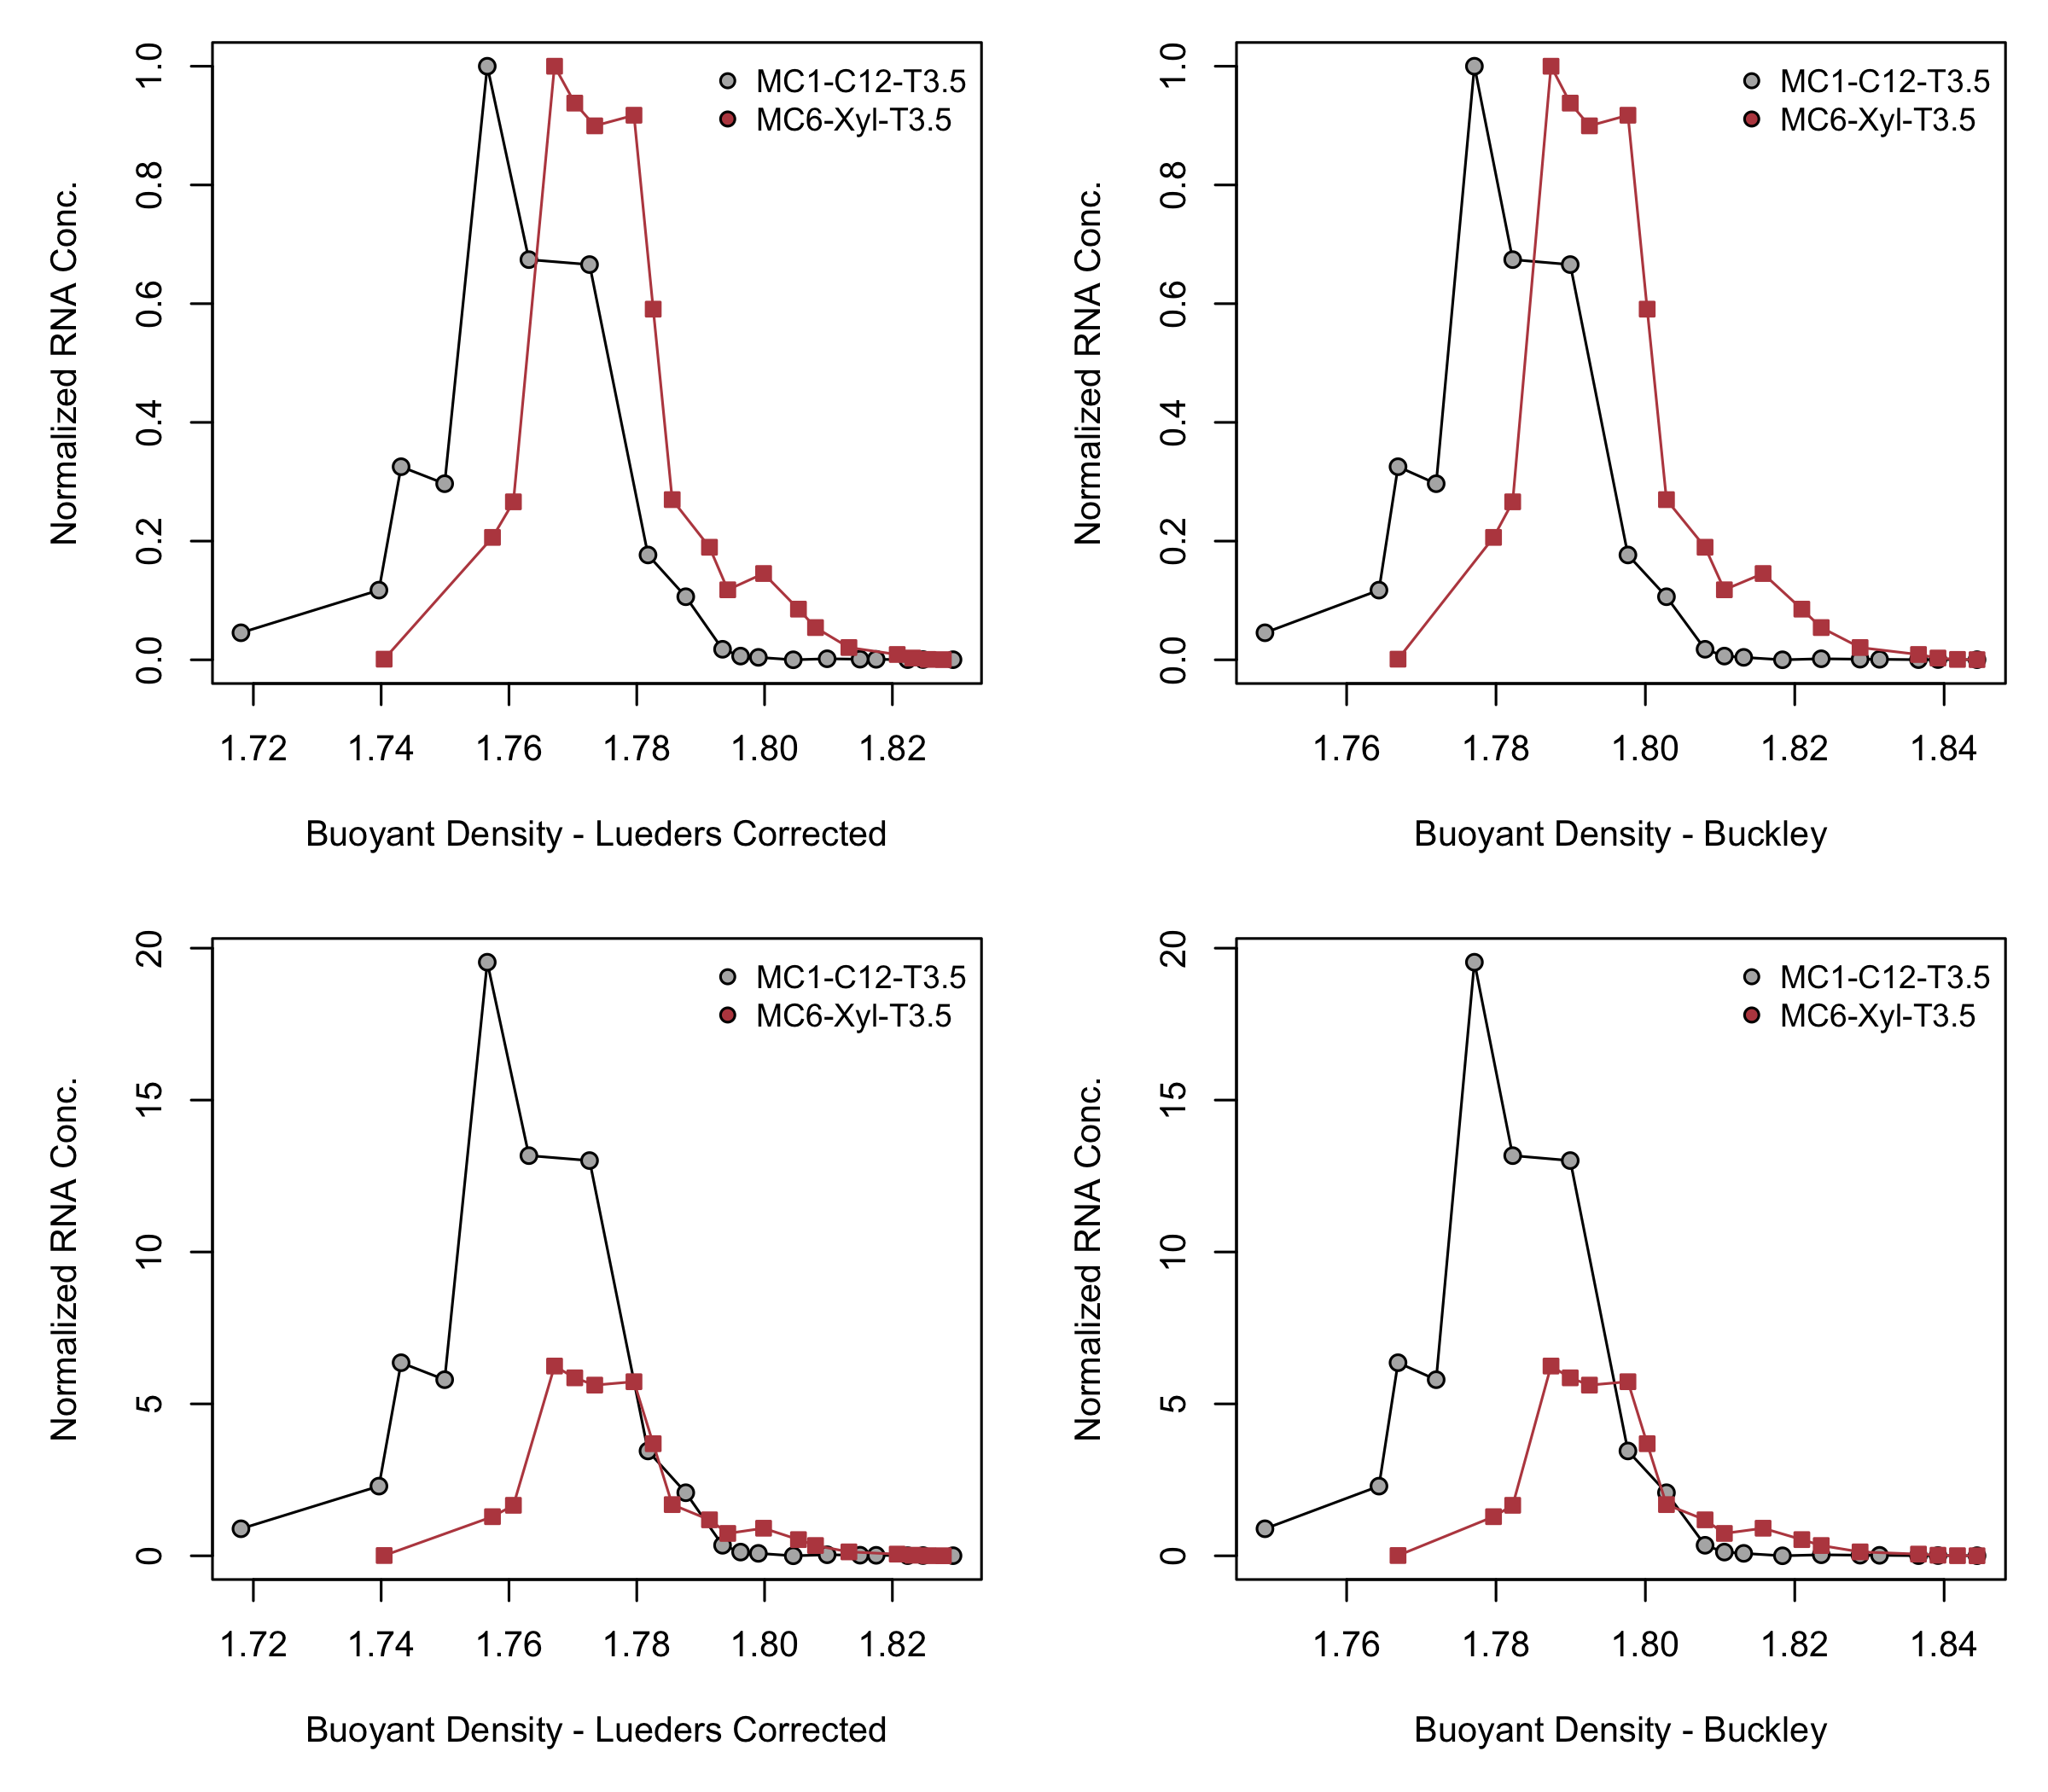 Normalized RNA Conc.
0.0 0.2 0.4 0.6 0.8 1.0
MC1-C12-T3.5
MC6-Xyl-T3.5
1.72 1.74 1.76 1.78 1.80 1.82
Buoyant Density - Lueders Corrected
Normalized RNA Conc.
0.0 0.2 0.4 0.6 0.8 1.0
MC1-C12-T3.5
MC6-Xyl-T3.5
1.76 1.78 1.80 1.82 1.84
Buoyant Density - Buckley
Normalized RNA Conc.
0 5 10 15 20
MC1-C12-T3.5
MC6-Xyl-T3.5
1.72 1.74 1.76 1.78 1.80 1.82
Buoyant Density - Lueders Corrected
Normalized RNA Conc.
0 5 10 15 20
MC1-C12-T3.5
MC6-Xyl-T3.5
1.76 1.78 1.80 1.82 1.84
Buoyant Density - Buckley